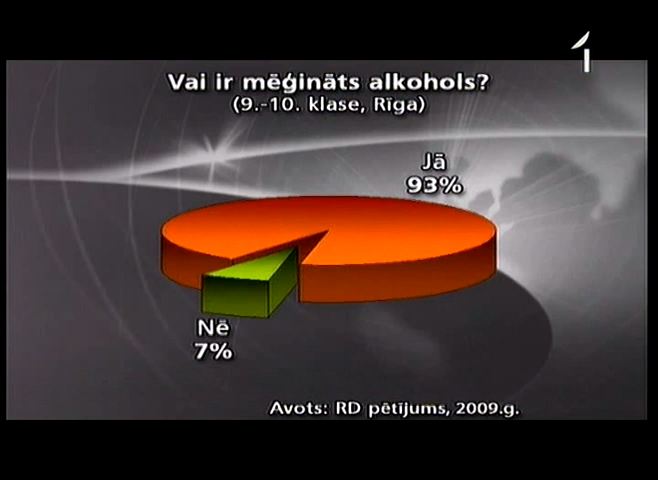 Vai ir mēģināts alkohols?
(9.-10. klase, Rīga)
Jā
93%
Nē
7%
Avots: RD pētījums, 2009.g.